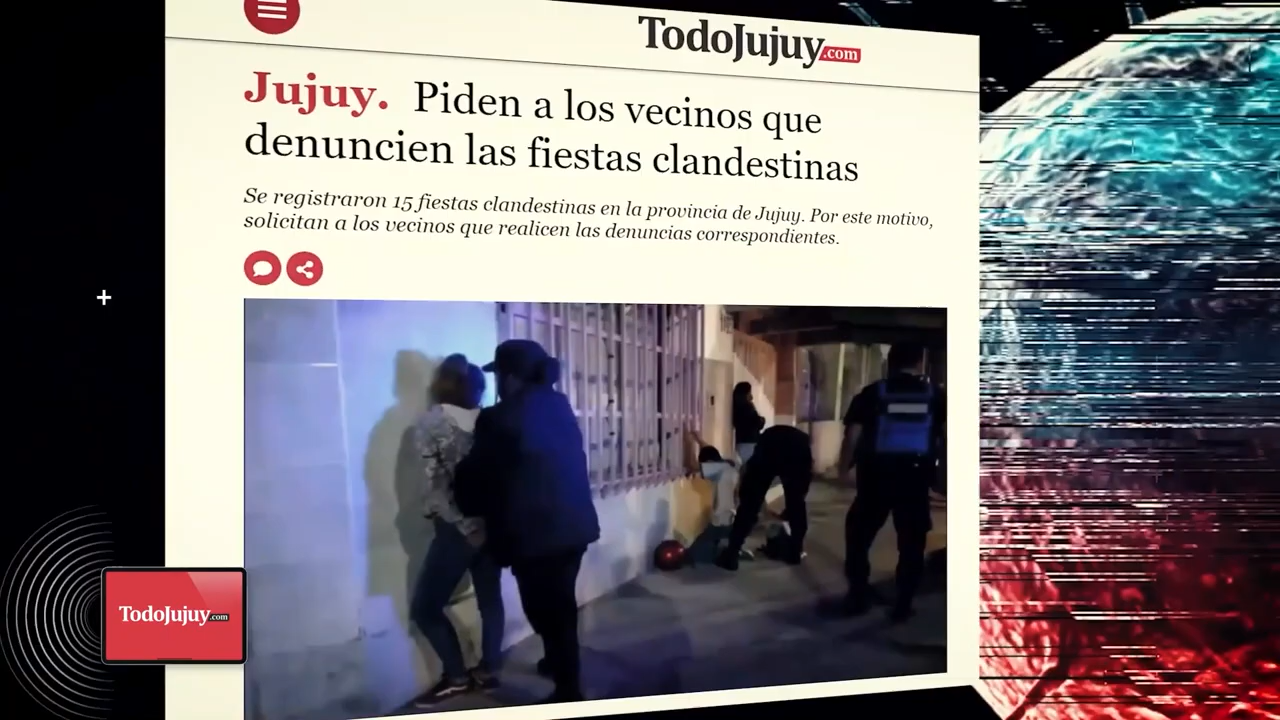 TodoJujuy.com
Jujuy. Piden a los vecinos que
denuncien las fiestas clandestinas
Se registraron 15 fiestas clandestinas en la provincia de Jujuy. Por este motivo,
solicitan a los vecinos que realicen las denuncias correspondientes.
TodoJujuy.com